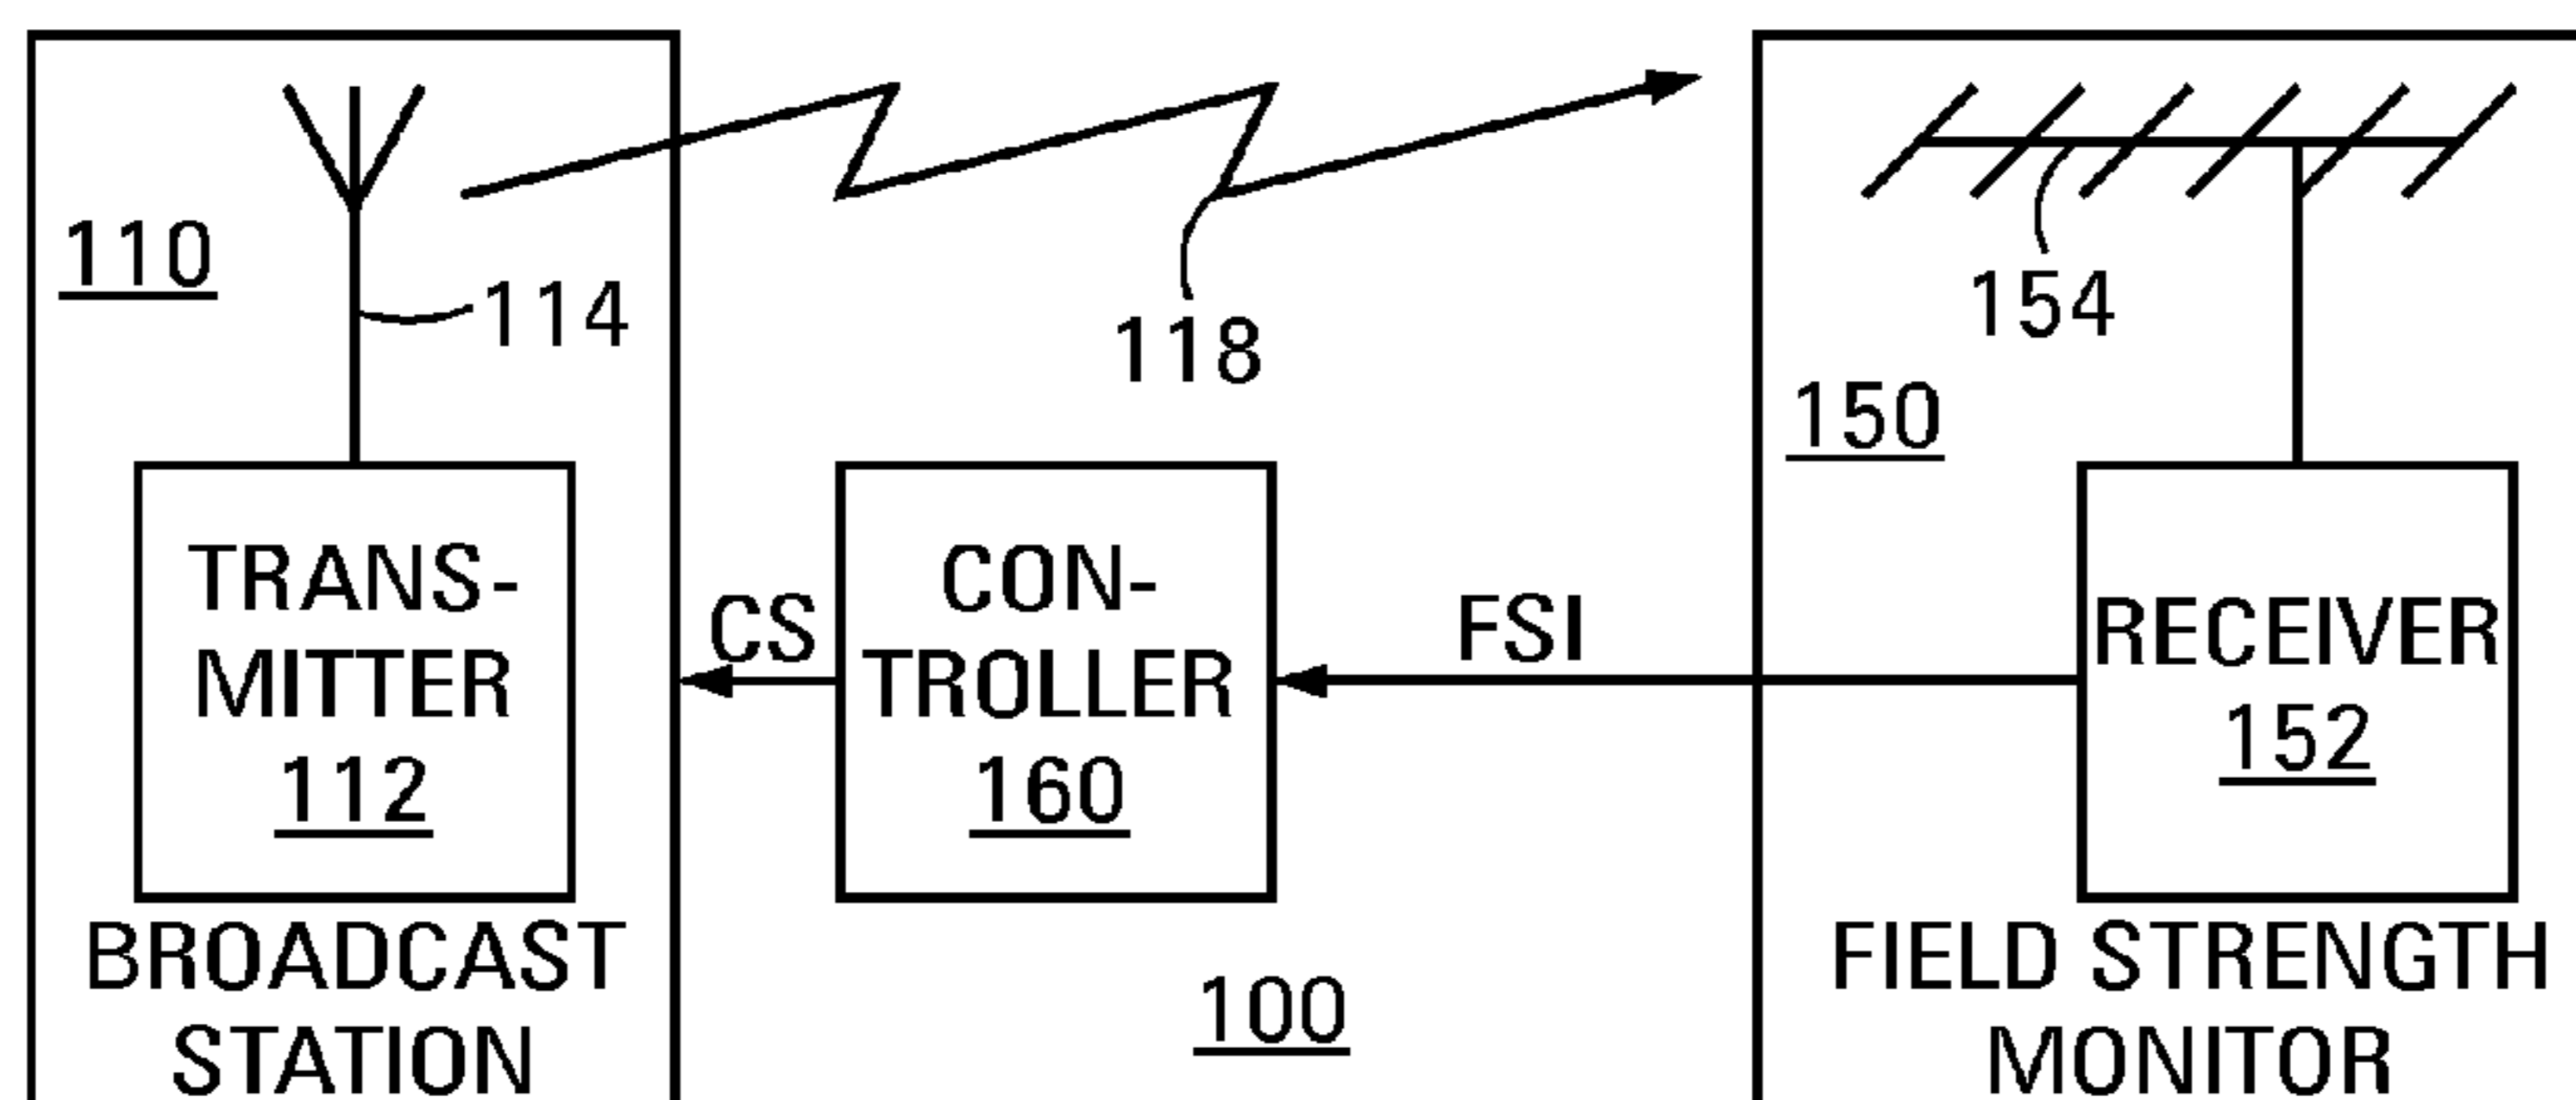 110
114
118
154
150
TRANS-
MITTER
112
CS
CON-
TROLLER
160
FSI
RECEIVER
152
BROADCAST
STATION
100
FIELD STRENGTH
MONITOR